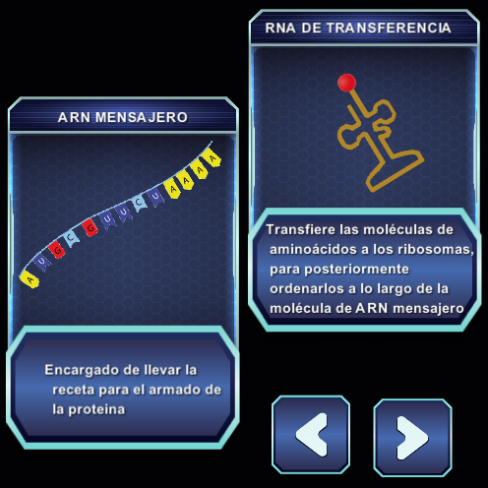 ARN MENSAJERO
A U G C G U U C U A A A A
Encargado de llevar la
receta para el armado de
la proteina
RNA DE TRANSFERENCIA
Transfiere las moléculas de
aminoácidos a los ribosomas,
para posteriormente
ordenarlos a lo largo de la
molécula de ARN mensajero